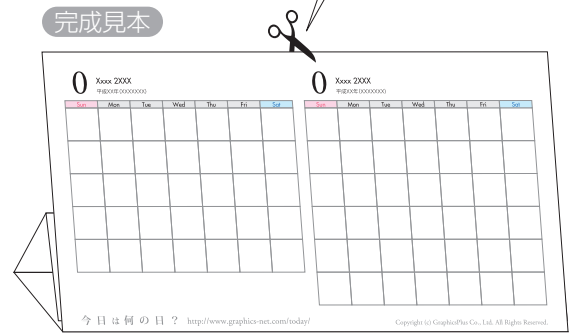 完成見本
0 Xxxx 2XXX
平成XX年(XXXXXXX)
Sun Mon Tue Wed Thu Fri Sat
0 Xxxx 2XXX
平成XX年(XXXXXXX)
Sun Mon Tue Wed Thu Fri Sat
今日は何の日? http://www.graphics-net.com/today/
Copyright (c) GraphicsPlus Co., Ltd. All Rights Reserved.